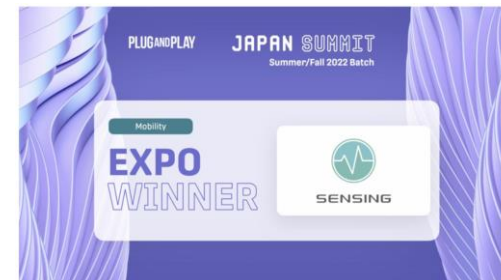 PLUGANDPLAY
JAPAN SUMMIT
Summer/Fall 2022 Batch
Mobility
EXPO
WINNER
SENSING